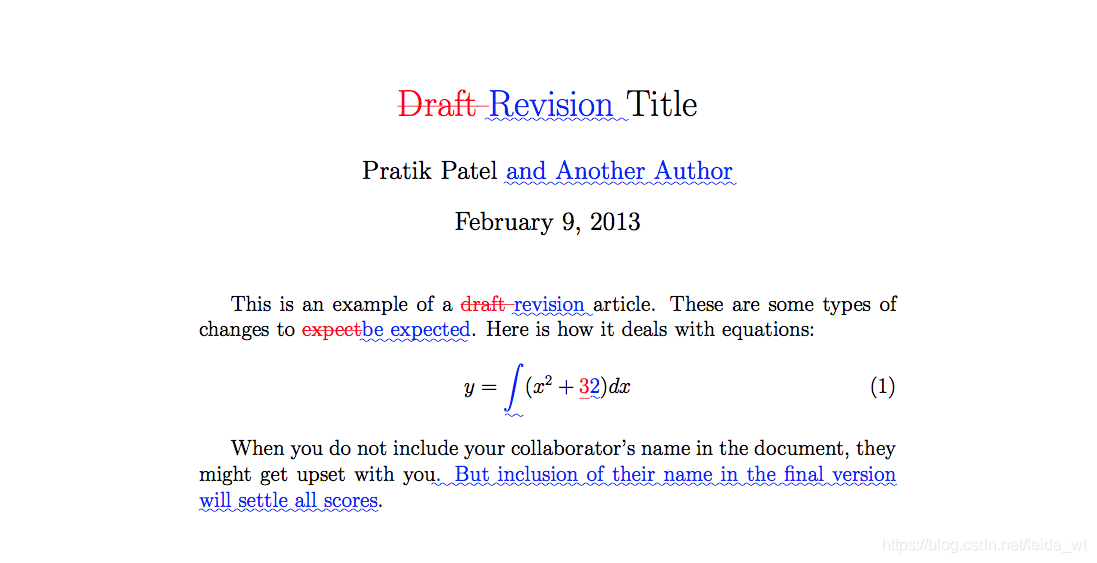 Draft Revision Title
Pratik Patel and Another Author
February 9, 2013
This is an example of a draft revision article. These are some types of
changes to expectbe expected. Here is how it deals with equations:
y = ∫(x² + 32)dx (1)
When you do not include your collaborator's name in the document, they
might get upset with you. But inclusion of their name in the final version
will settle all scores.
https://blog.csdn.net/leida_wt